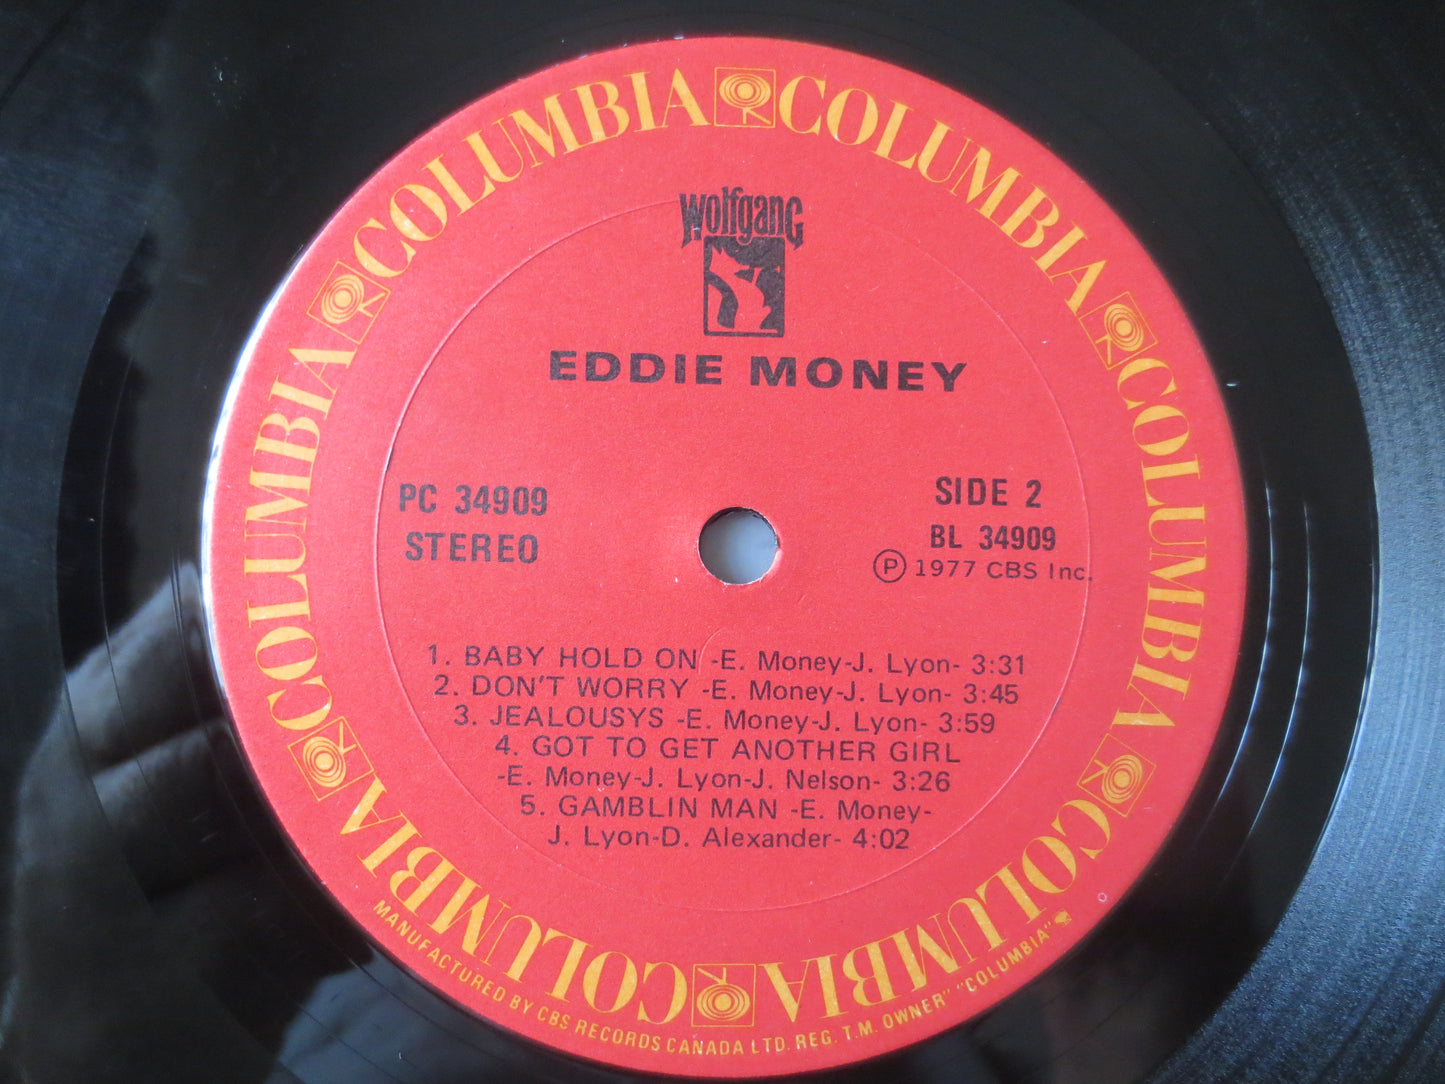 COLUMBIA COLUMBIA COLUMBIA COLUMBIA COLUMBIA COLUMBIA COLUMBIA COLUMBIA
Wolfgang
EDDIE MONEY
PC 34909
STEREO
SIDE 2
BL 34909
Ⓟ 1977 CBS Inc.
1. BABY HOLD ON -E. Money-J. Lyon- 3:31
2. DON'T WORRY -E. Money-J. Lyon- 3:45
3. JEALOUSYS -E. Money-J. Lyon- 3:59
4. GOT TO GET ANOTHER GIRL
-E. Money-J. Lyon-J. Nelson- 3:26
5. GAMBLIN MAN -E. Money-
J. Lyon-D. Alexander- 4:02
MANUFACTURED BY CBS RECORDS CANADA LTD. REG. T.M. OWNER" "COLUMBIA"